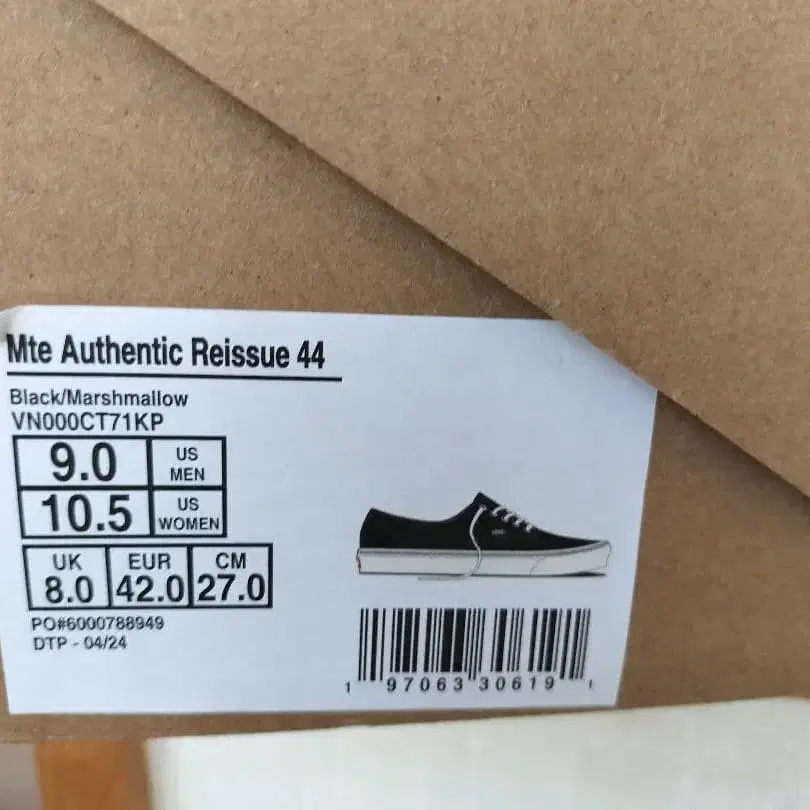 Mte Authentic Reissue 44
Black/Marshmallow
VN000CT71KP
9.0 US MEN
10.5 US WOMEN
UK EUR CM
8.0 42.0 27.0
PO#6000788949
DTP - 04/24
1 97063 30619 1